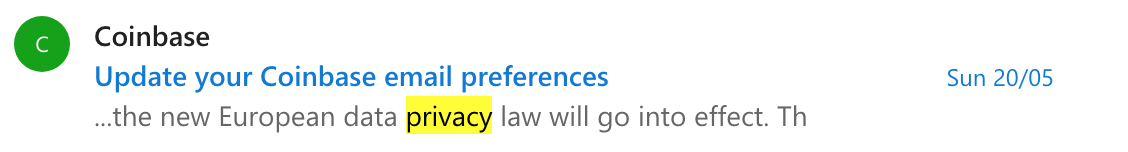 C
Coinbase
Update your Coinbase email preferences
Sun 20/05
...the new European data privacy law will go into effect. Th